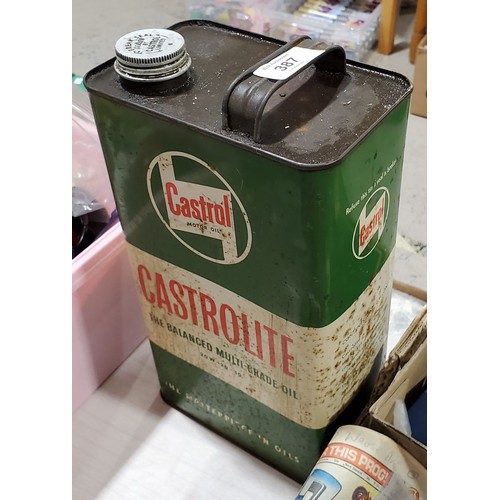 387
Castrol
MOTOR OIL
Castrol
CASTROLITE
THE BALANCED MULTI-GRADE OIL
THE MASTERPIECE IN OILS
THIS PROG!